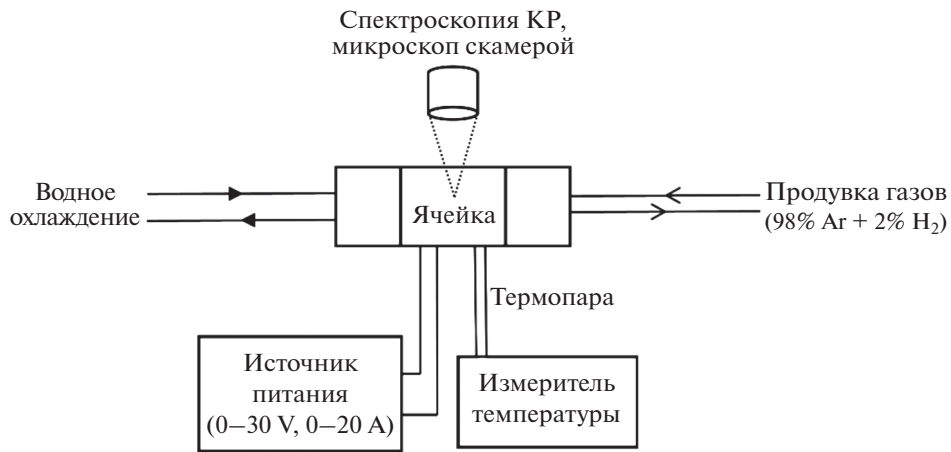 Спектроскопия КР,
микроскоп скамерой
Водное
охлаждение
Ячейка
Продувка газов
(98% Ar + 2% H₂)
Термопара
Источник
питания
(0–30 V, 0–20 A)
Измеритель
температуры